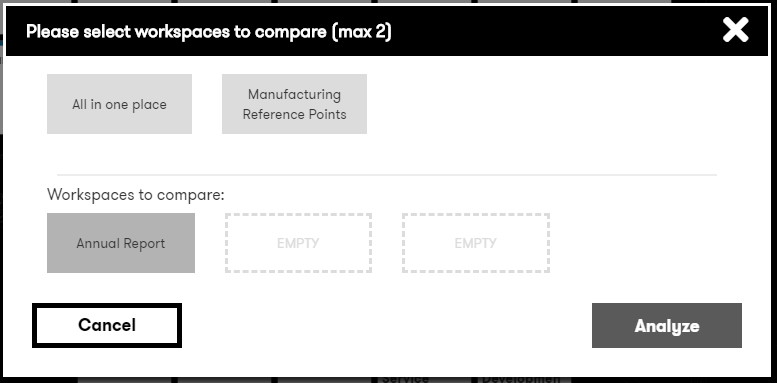 Please select workspaces to compare (max 2)
All in one place
Manufacturing
Reference Points
Workspaces to compare:
Annual Report
EMPTY
EMPTY
Cancel
Analyze
Service
Developmen